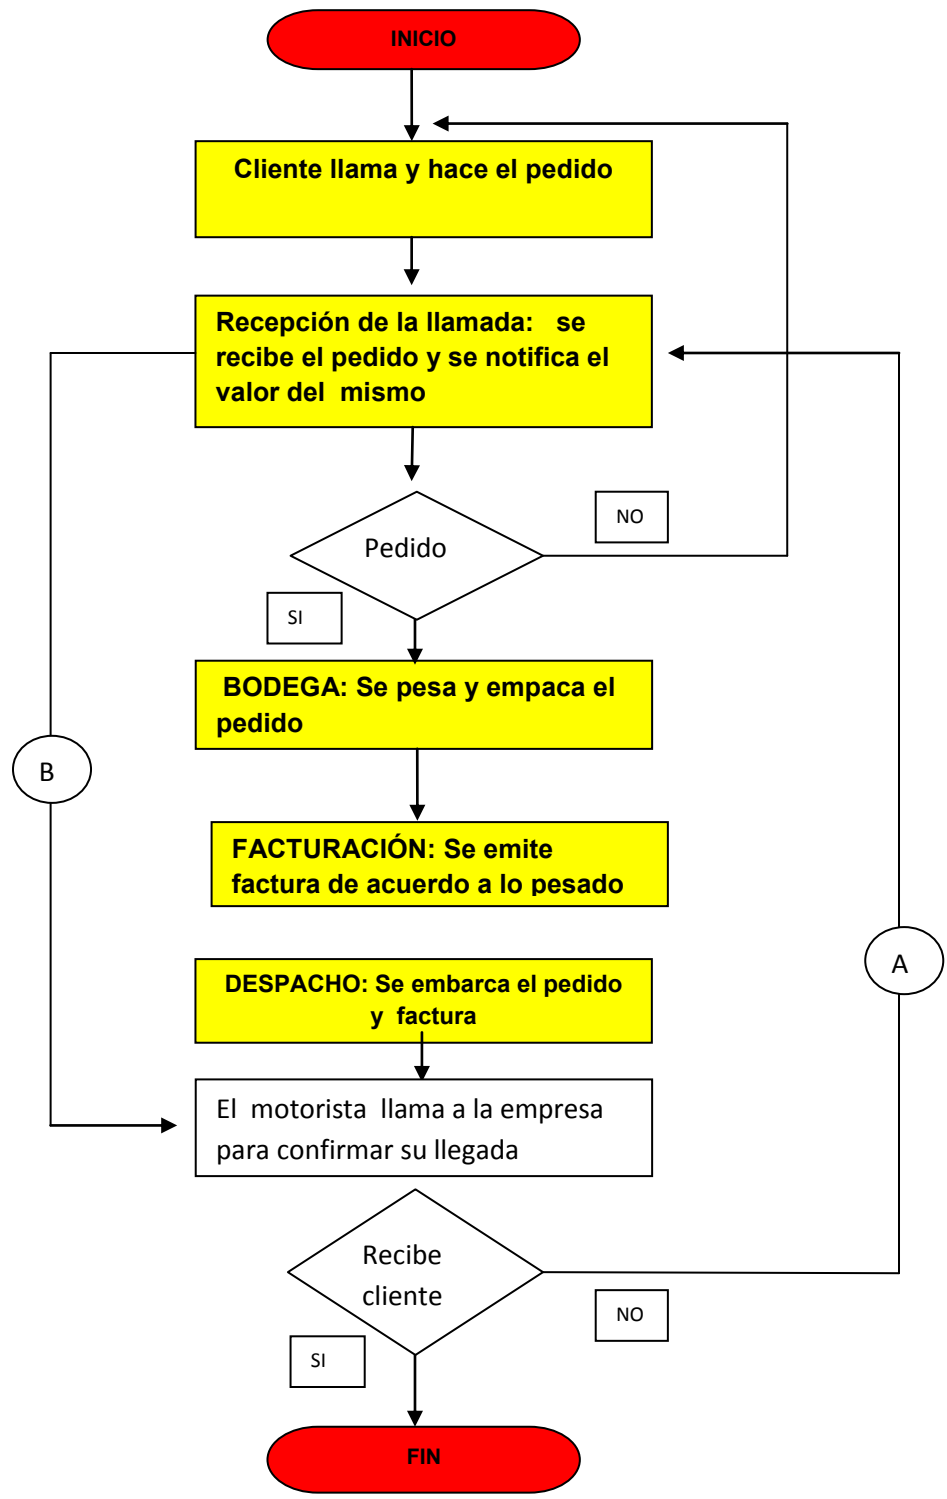 INICIO
Cliente llama y hace el pedido
Recepción de la llamada: se
recibe el pedido y se notifica el
valor del mismo
NO
Pedido
SI
BODEGA: Se pesa y empaca el
pedido
B
FACTURACIÓN: Se emite
factura de acuerdo a lo pesado
A
DESPACHO: Se embarca el pedido
y factura
El motorista llama a la empresa
para confirmar su llegada
Recibe
cliente
NO
SI
FIN